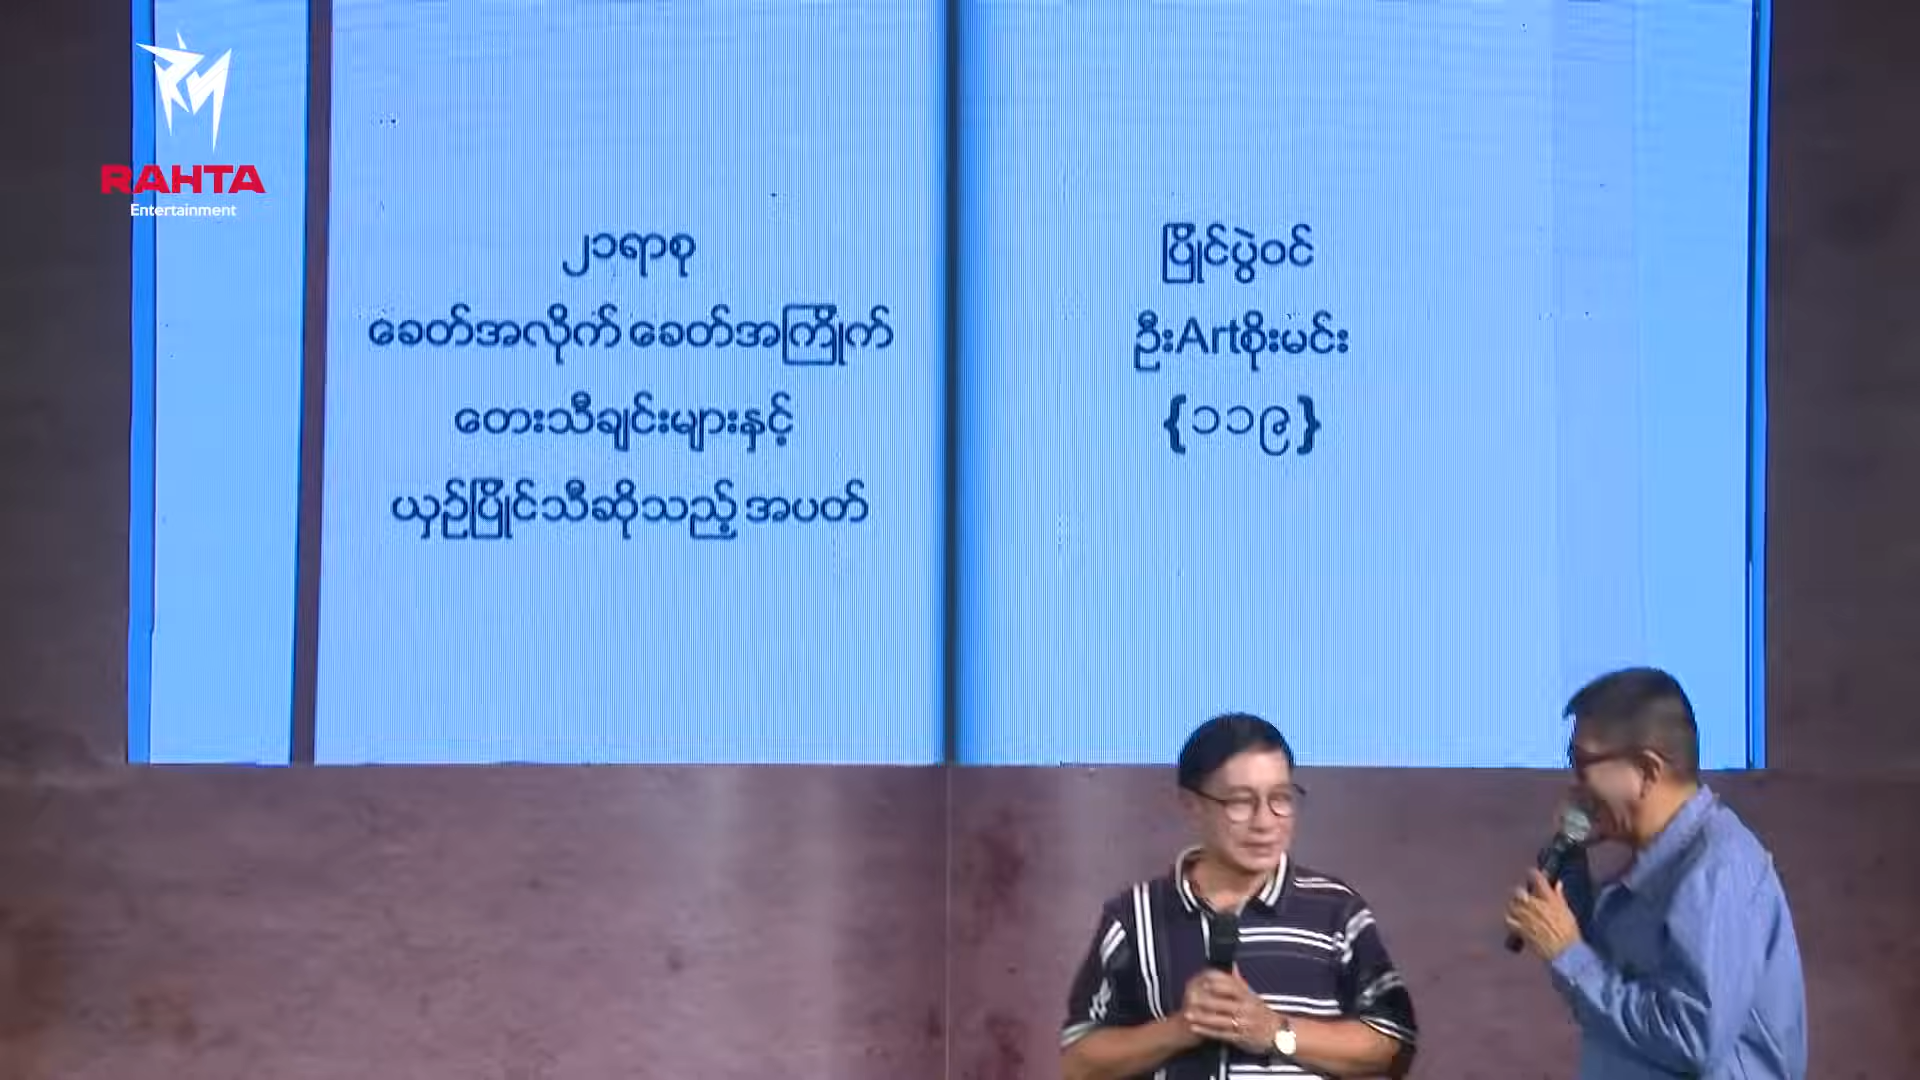 RAHTA
Entertainment
၂၁ရာစု
ခေတ်အလိုက် ခေတ်အကြိုက်
တေးသီချင်းများနှင့်
ယှဉ်ပြိုင်သီဆိုသည့် အပတ်
ပြိုင်ပွဲဝင်
ဦးArtစိုးမင်း
{၁၁၉}